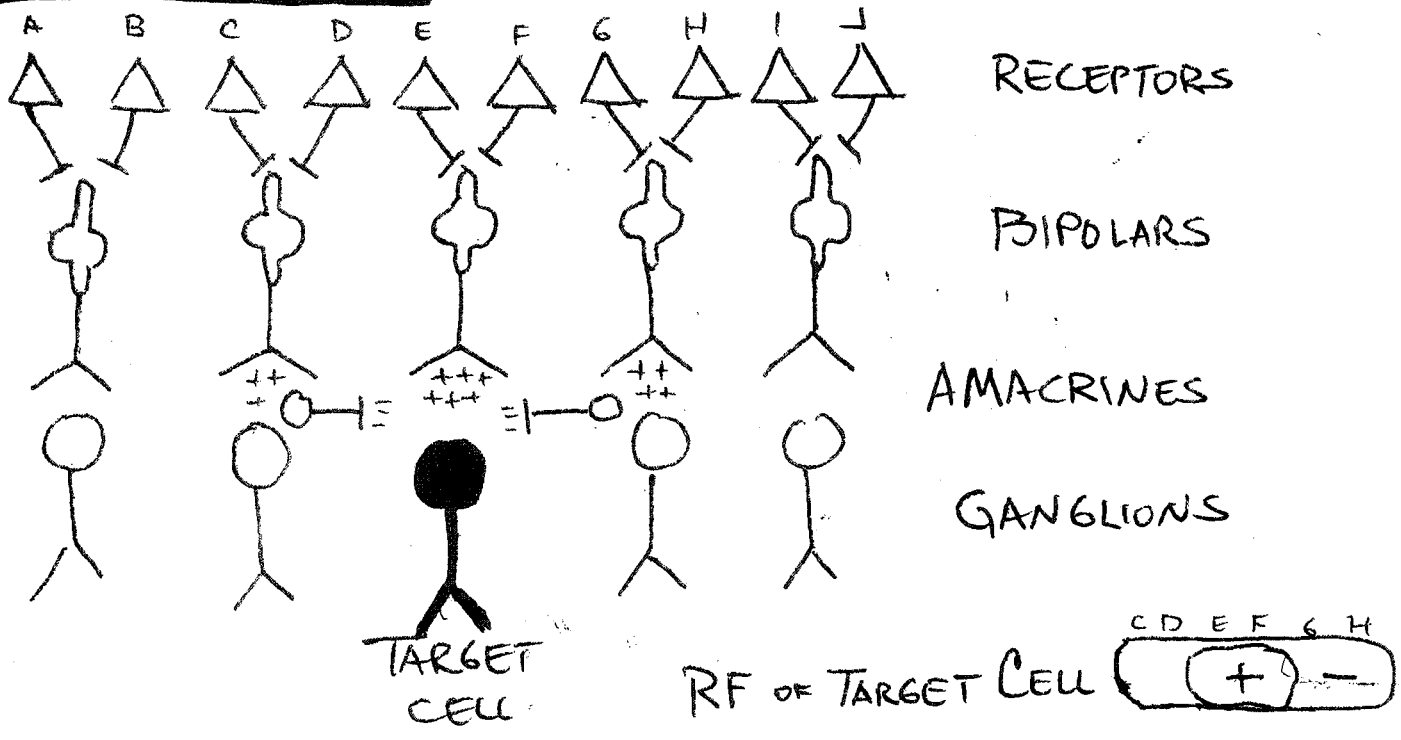 A B C D E F G H I J
RECEPTORS
BIPOLARS
++ +++ ++
+ +++ ++
AMACRINES
GANGLIONS
TARGET
CELL
C D E F G H
RF OF TARGET CELL + −